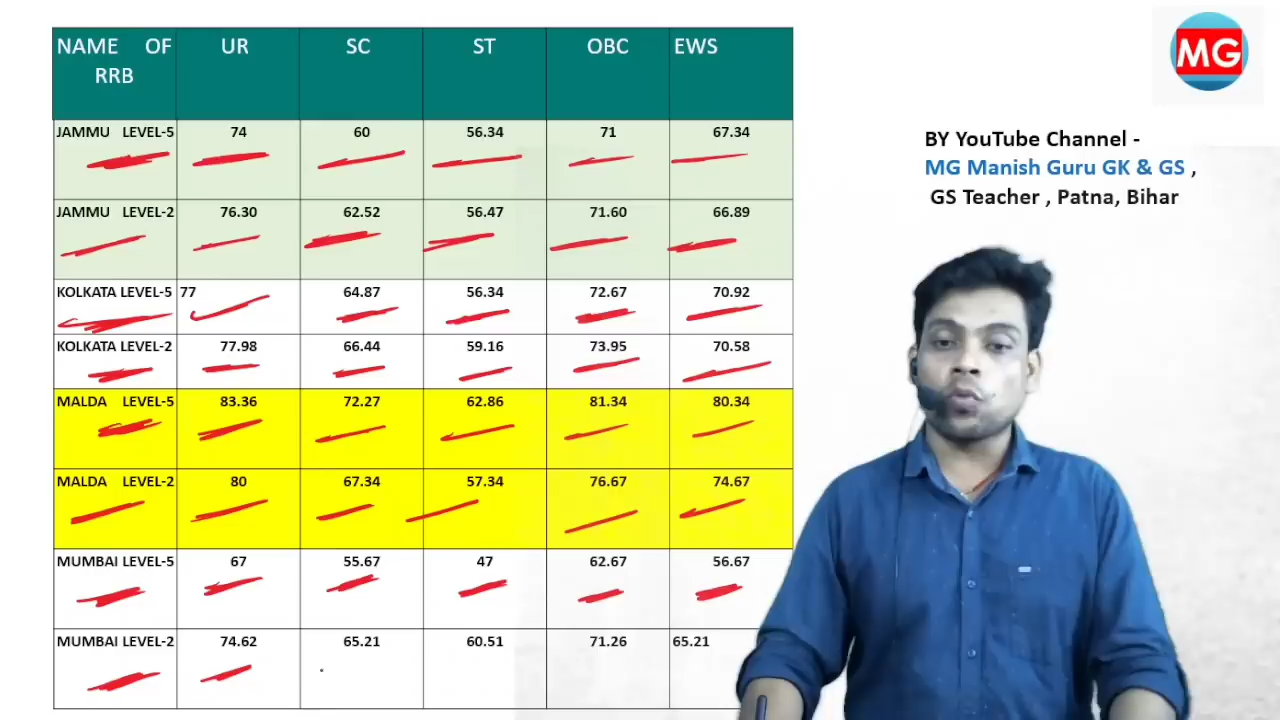 NAME OF RRB UR SC ST OBC EWS
JAMMU LEVEL-5 74 60 56.34 71 67.34
JAMMU LEVEL-2 76.30 62.52 56.47 71.60 66.89
KOLKATA LEVEL-5 77 64.87 56.34 72.67 70.92
KOLKATA LEVEL-2 77.98 66.44 59.16 73.95 70.58
MALDA LEVEL-5 83.36 72.27 62.86 81.34 80.34
MALDA LEVEL-2 80 67.34 57.34 76.67 74.67
MUMBAI LEVEL-5 67 55.67 47 62.67 56.67
MUMBAI LEVEL-2 74.62 65.21 60.51 71.26 65.21
MG
BY YouTube Channel -
MG Manish Guru GK & GS ,
GS Teacher , Patna, Bihar